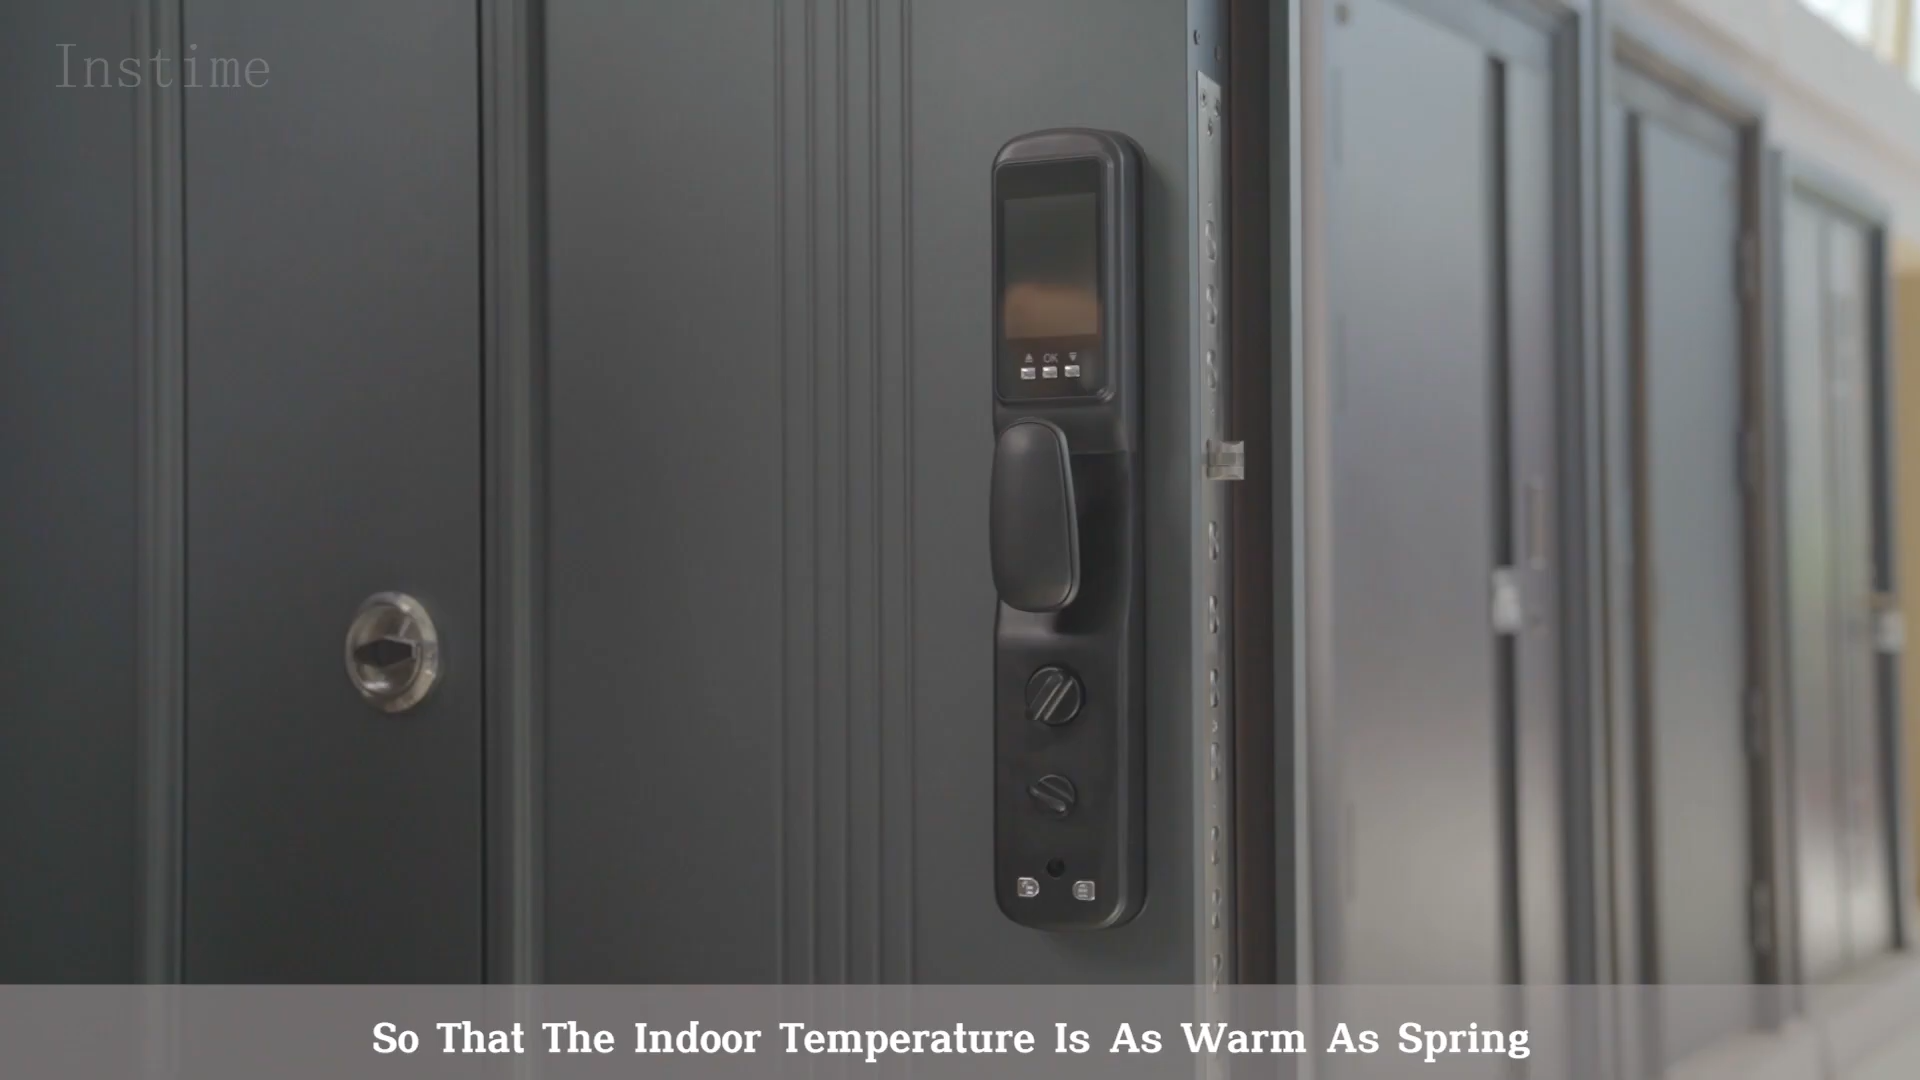 Instime
OK
So That The Indoor Temperature Is As Warm As Spring